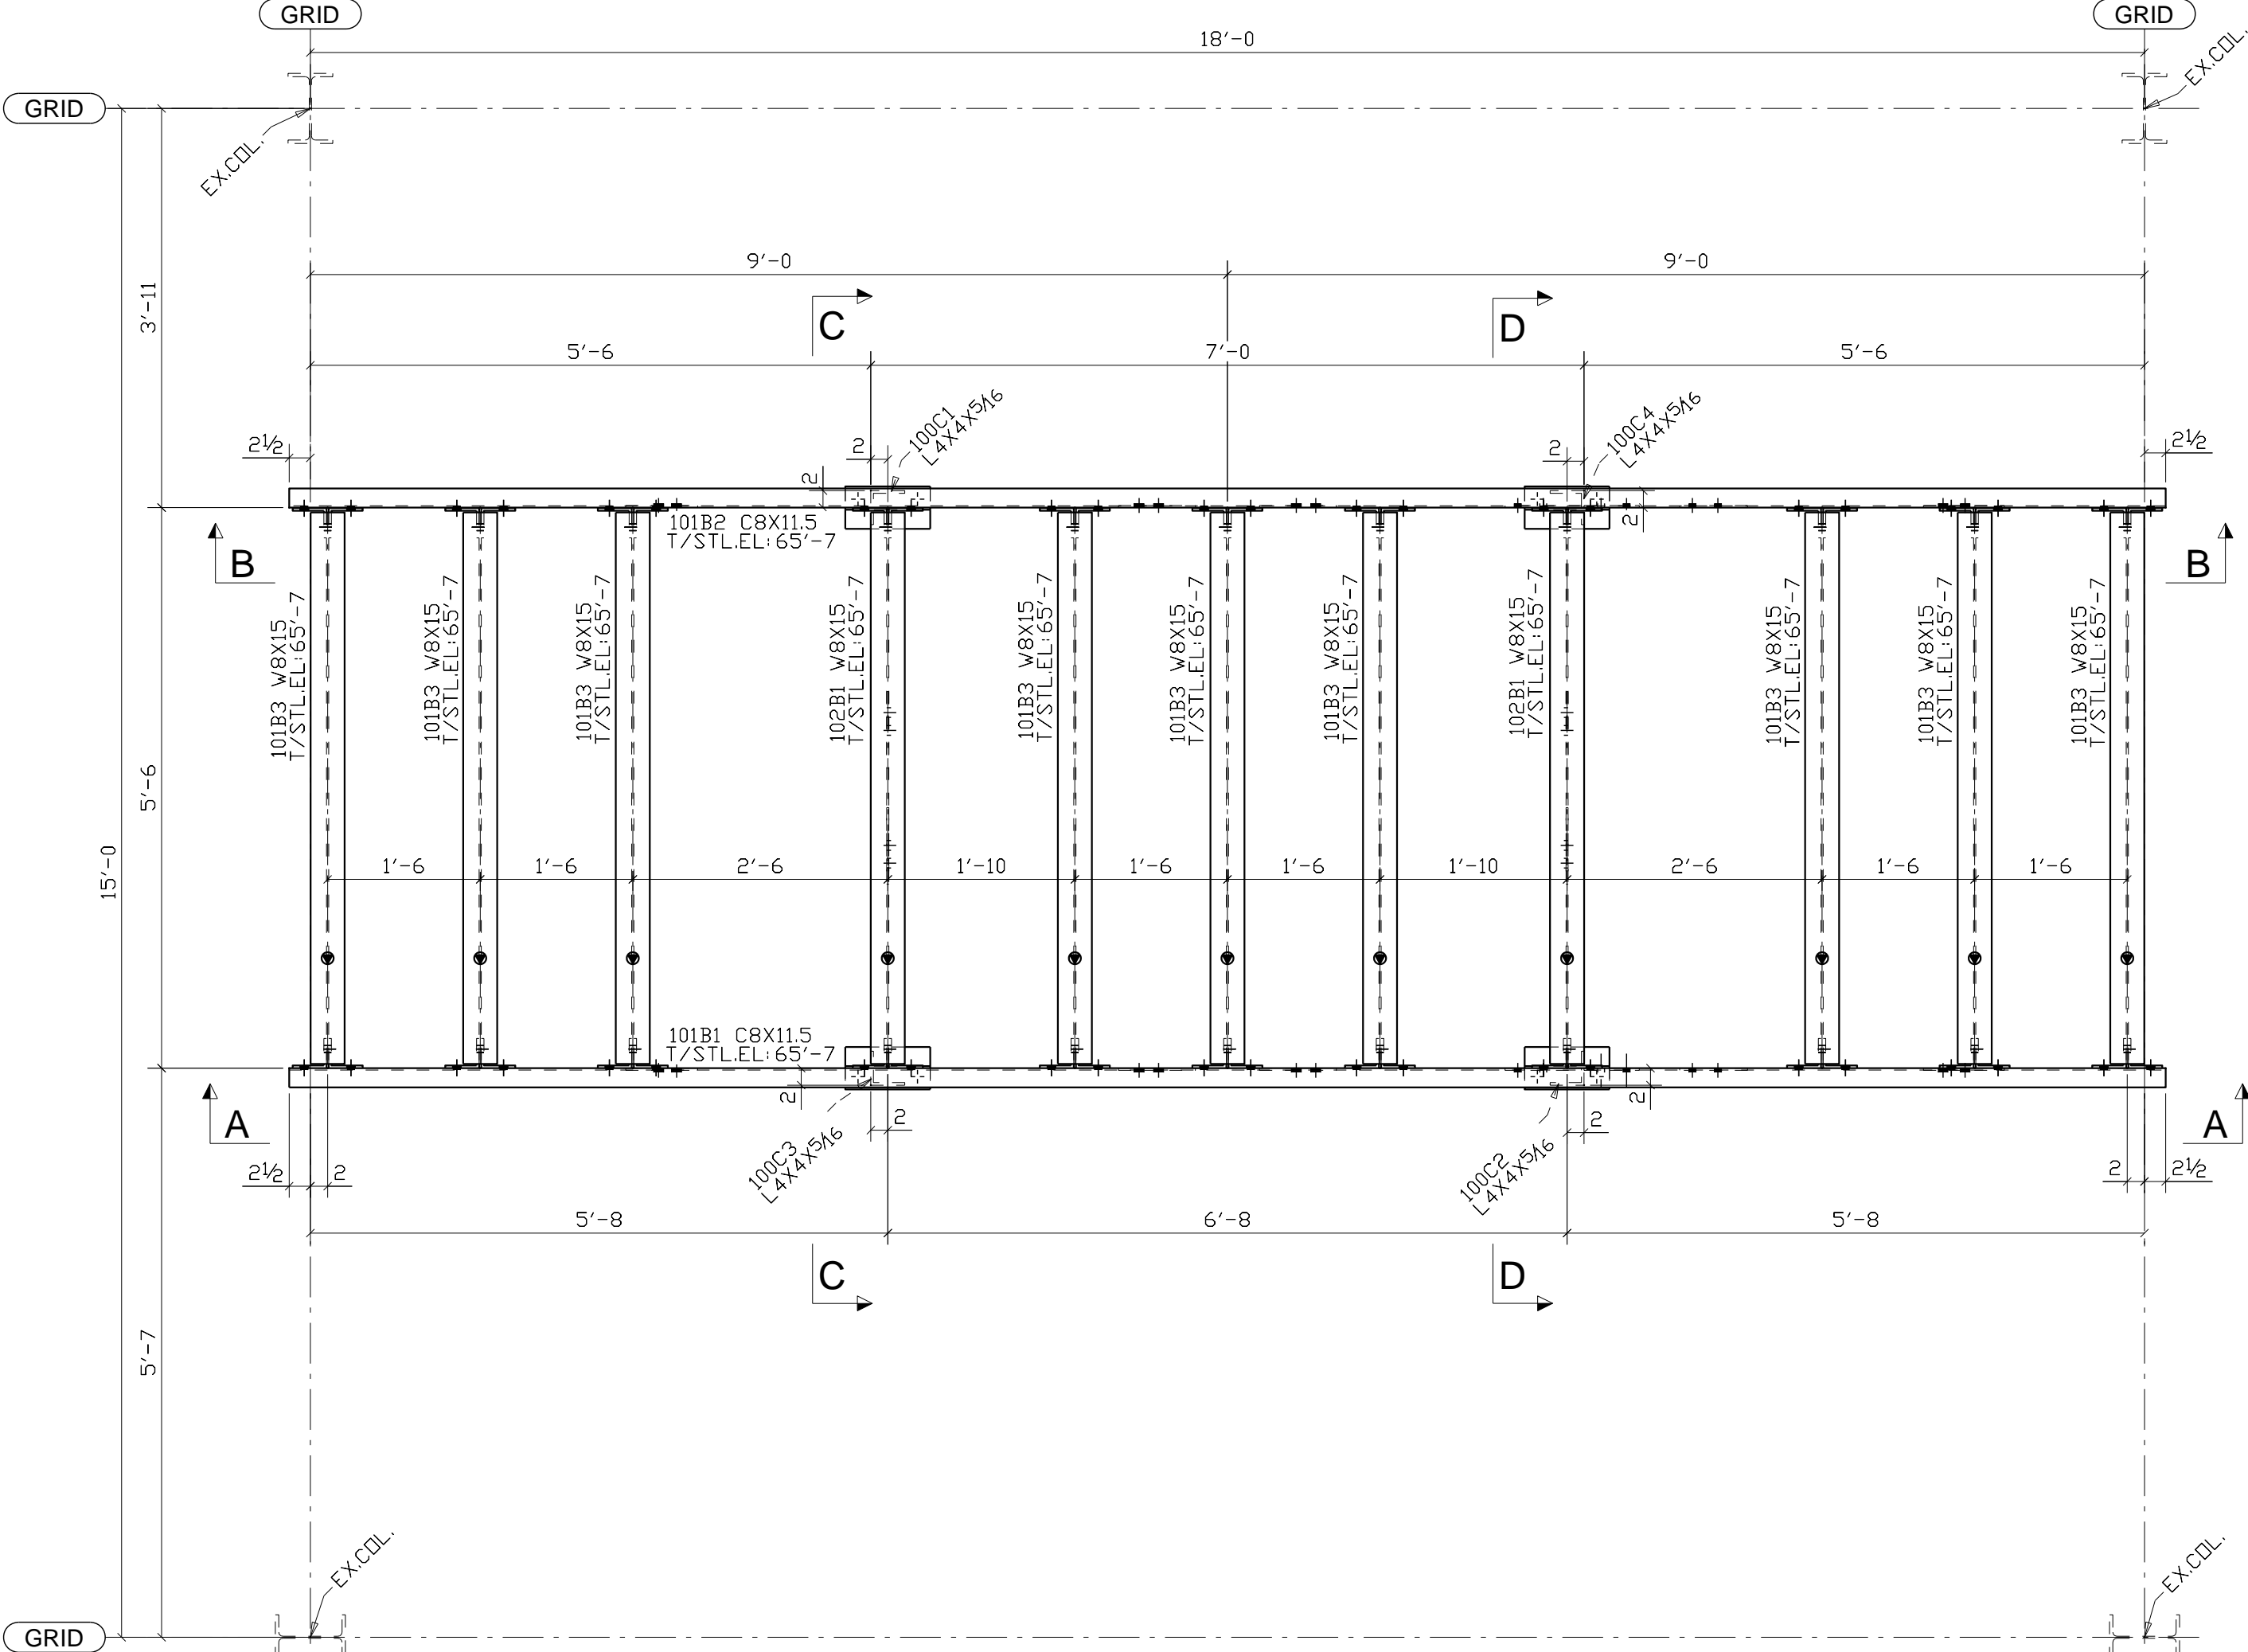 GRID
GRID
18'-0
EX.COL.
GRID
EX.COL.
9'-0
9'-0
3'-11
C
D
5'-6
7'-0
5'-6
100C1
L4X4X5/16
100C4
L4X4X5/16
2 1/2
2
2
2 1/2
2
2
101B2 C8X11.5
T/STL.EL:65'-7
B
B
101B3 W8X15
T/STL.EL:65'-7
101B3 W8X15
T/STL.EL:65'-7
101B3 W8X15
T/STL.EL:65'-7
102B1 W8X15
T/STL.EL:65'-7
101B3 W8X15
T/STL.EL:65'-7
101B3 W8X15
T/STL.EL:65'-7
101B3 W8X15
T/STL.EL:65'-7
102B1 W8X15
T/STL.EL:65'-7
101B3 W8X15
T/STL.EL:65'-7
101B3 W8X15
T/STL.EL:65'-7
101B3 W8X15
T/STL.EL:65'-7
5'-6
15'-0
1'-6
1'-6
2'-6
1'-10
1'-6
1'-6
1'-10
2'-6
1'-6
1'-6
101B1 C8X11.5
T/STL.EL:65'-7
2
2
A
2
2
A
100C3
L4X4X5/16
100C2
L4X4X5/16
2 1/2
2
2
2 1/2
5'-8
6'-8
5'-8
C
D
5'-7
EX.COL.
EX.COL.
GRID